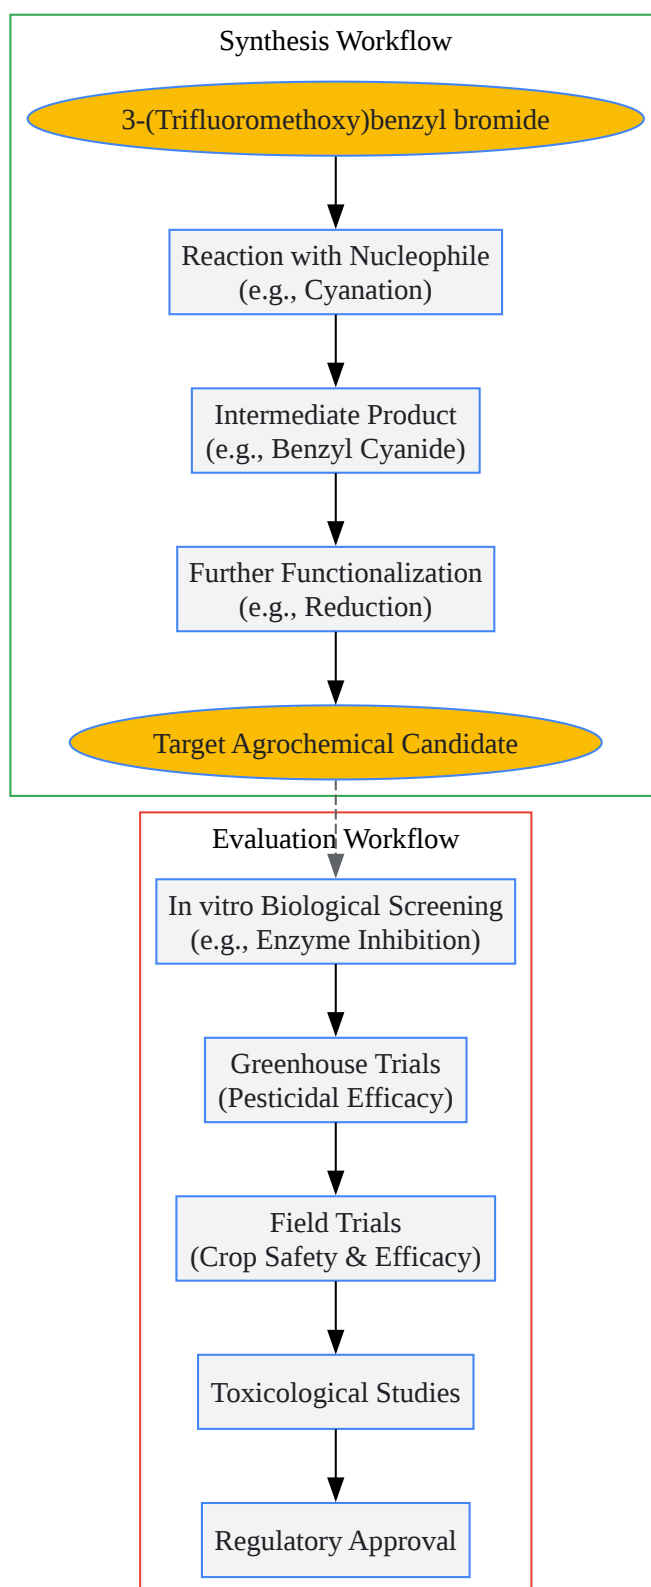 Synthesis Workflow
3-(Trifluoromethoxy)benzyl bromide
Reaction with Nucleophile
(e.g., Cyanation)
Intermediate Product
(e.g., Benzyl Cyanide)
Further Functionalization
(e.g., Reduction)
Target Agrochemical Candidate
Evaluation Workflow
In vitro Biological Screening
(e.g., Enzyme Inhibition)
Greenhouse Trials
(Pesticidal Efficacy)
Field Trials
(Crop Safety & Efficacy)
Toxicological Studies
Regulatory Approval